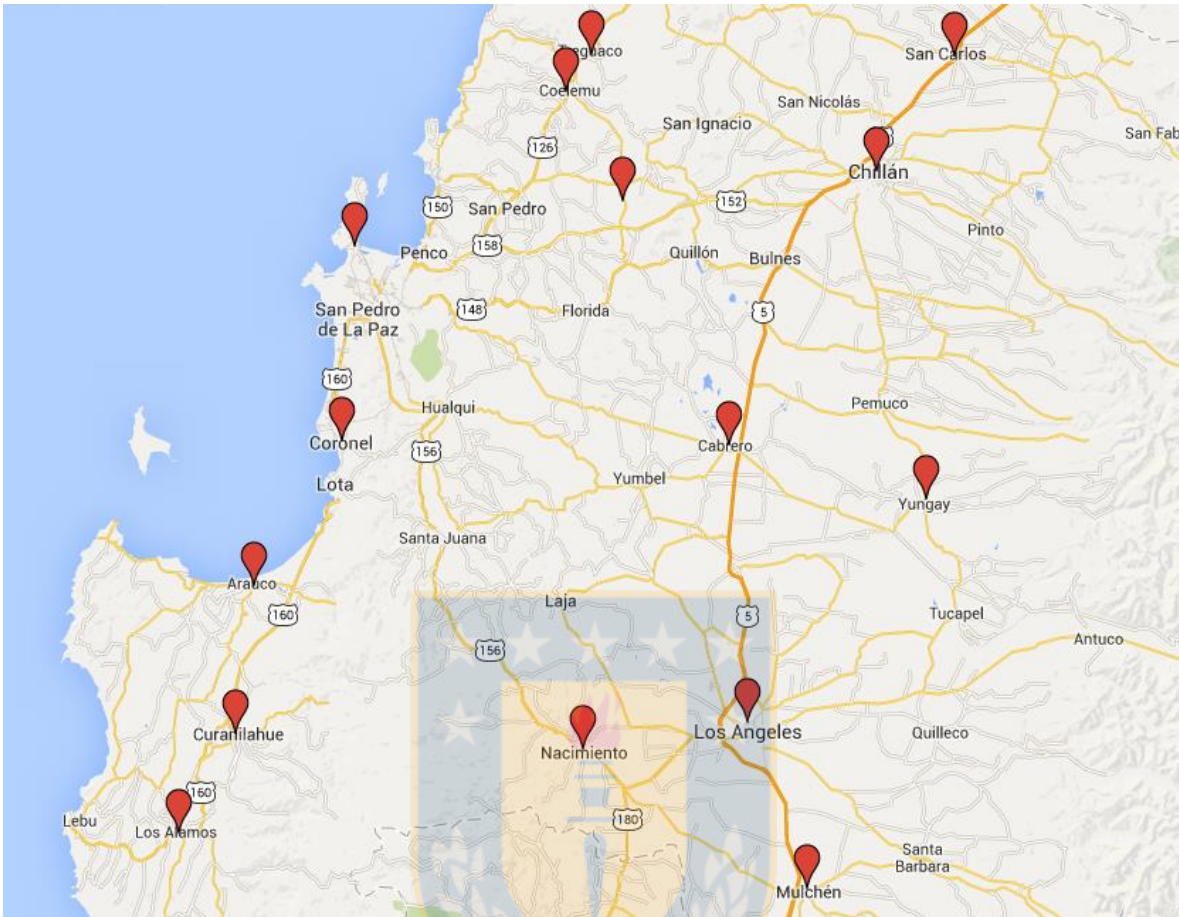 Treguaco
San Carlos
Coelemu
San Nicolás
San Ignacio
San Fab
126
Chillán
152
150
San Pedro
Pinto
158
Penco
Quillón
Bulnes
San Pedro
de La Paz
148
Florida
5
160
Hualqui
Pemuco
Coronel
156
Cabrero
Lota
Yumbel
Yungay
Santa Juana
Arauco
160
Laja
5
Tucapel
156
Antuco
Curanilahue
Nacimiento
Los Angeles
Quilleco
160
Lebu
Los Alamos
180
Santa
Barbara
Mulchén